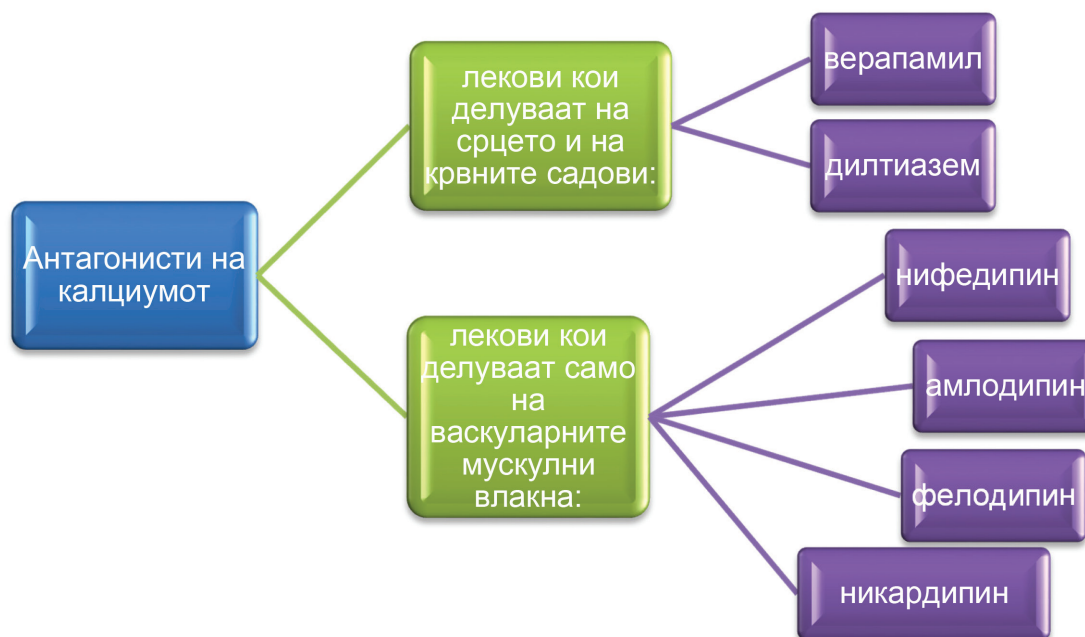 Антагонисти на
калциумот
лекови кои
делуваат на
срцето и на
крвните садови:
верапамил
дилтиазем
лекови кои
делуваат само
на
васкуларните
мускулни
влакна:
нифедипин
амлодипин
фелодипин
никардипин